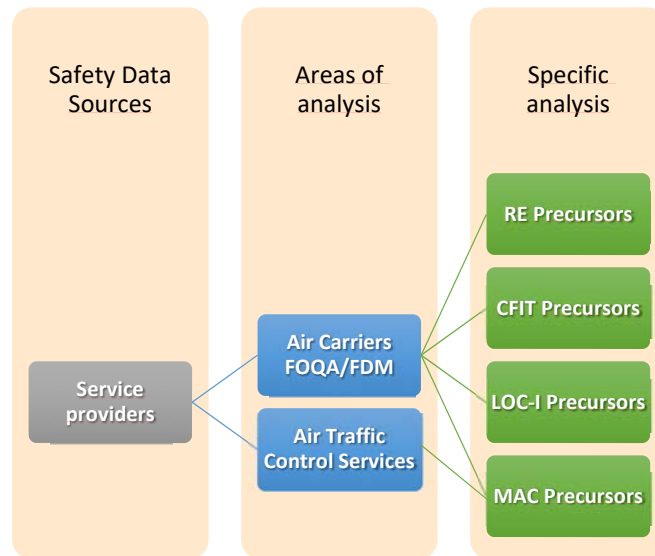 Safety Data
Sources
Areas of
analysis
Specific
analysis
RE Precursors
CFIT Precursors
Air Carriers
FOQA/FDM
Service
providers
LOC-I Precursors
Air Traffic
Control Services
MAC Precursors